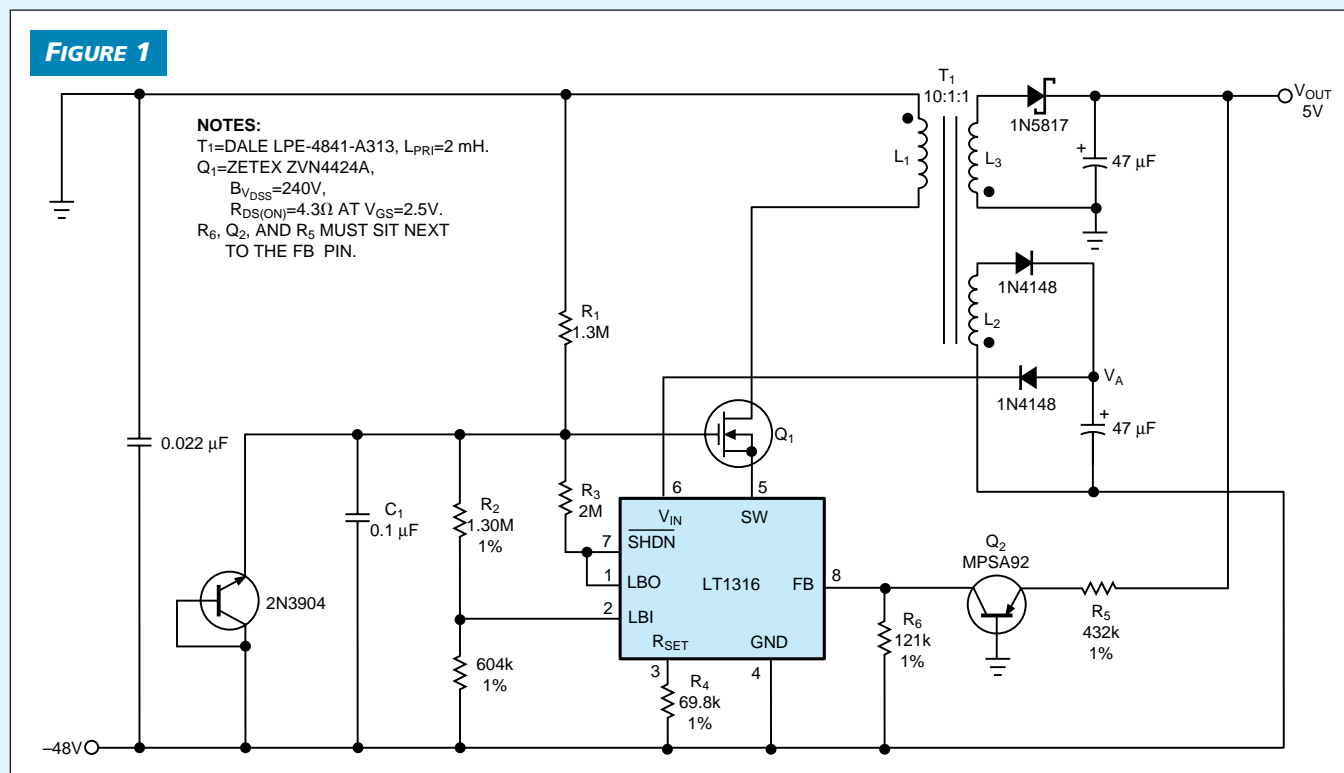 FIGURE 1
NOTES:
T1=DALE LPE-4841-A313, LPRI=2 mH.
Q1=ZETEX ZVN4424A,
BVDSS=240V,
RDS(ON)=4.3Ω AT VGS=2.5V.
R6, Q2, AND R5 MUST SIT NEXT
TO THE FB PIN.
T1
10:1:1
L1
L3
1N5817
+
47 µF
VOUT
5V
1N4148
L2
VA
1N4148
+
47 µF
R1
1.3M
Q1
0.022 µF
C1
0.1 µF
R2
1.30M
1%
R3
2M
2N3904
604k
1%
6
5
VIN
SW
7
SHDN
1
LBO
LT1316
FB
8
2
LBI
RSET
GND
3
4
R4
69.8k
1%
Q2
MPSA92
R6
121k
1%
R5
432k
1%
–48V